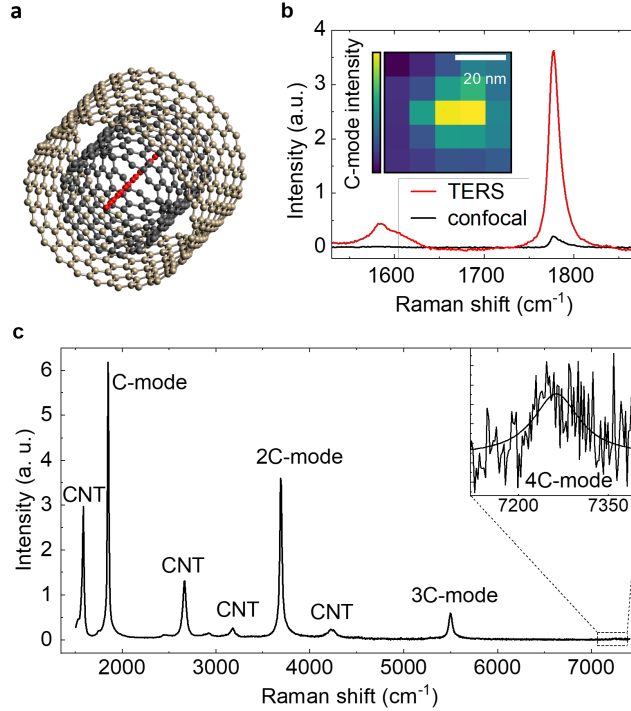 a
b
Intensity (a.u.)
4
3
2
1
0
C-mode intensity
20 nm
TERS
confocal
1600
1700
1800
Raman shift (cm⁻¹)
c
Intensity (a. u.)
6
5
4
3
2
1
0
CNT
C-mode
CNT
CNT
2C-mode
CNT
3C-mode
4C-mode
7200
7350
2000
3000
4000
5000
6000
7000
Raman shift (cm⁻¹)